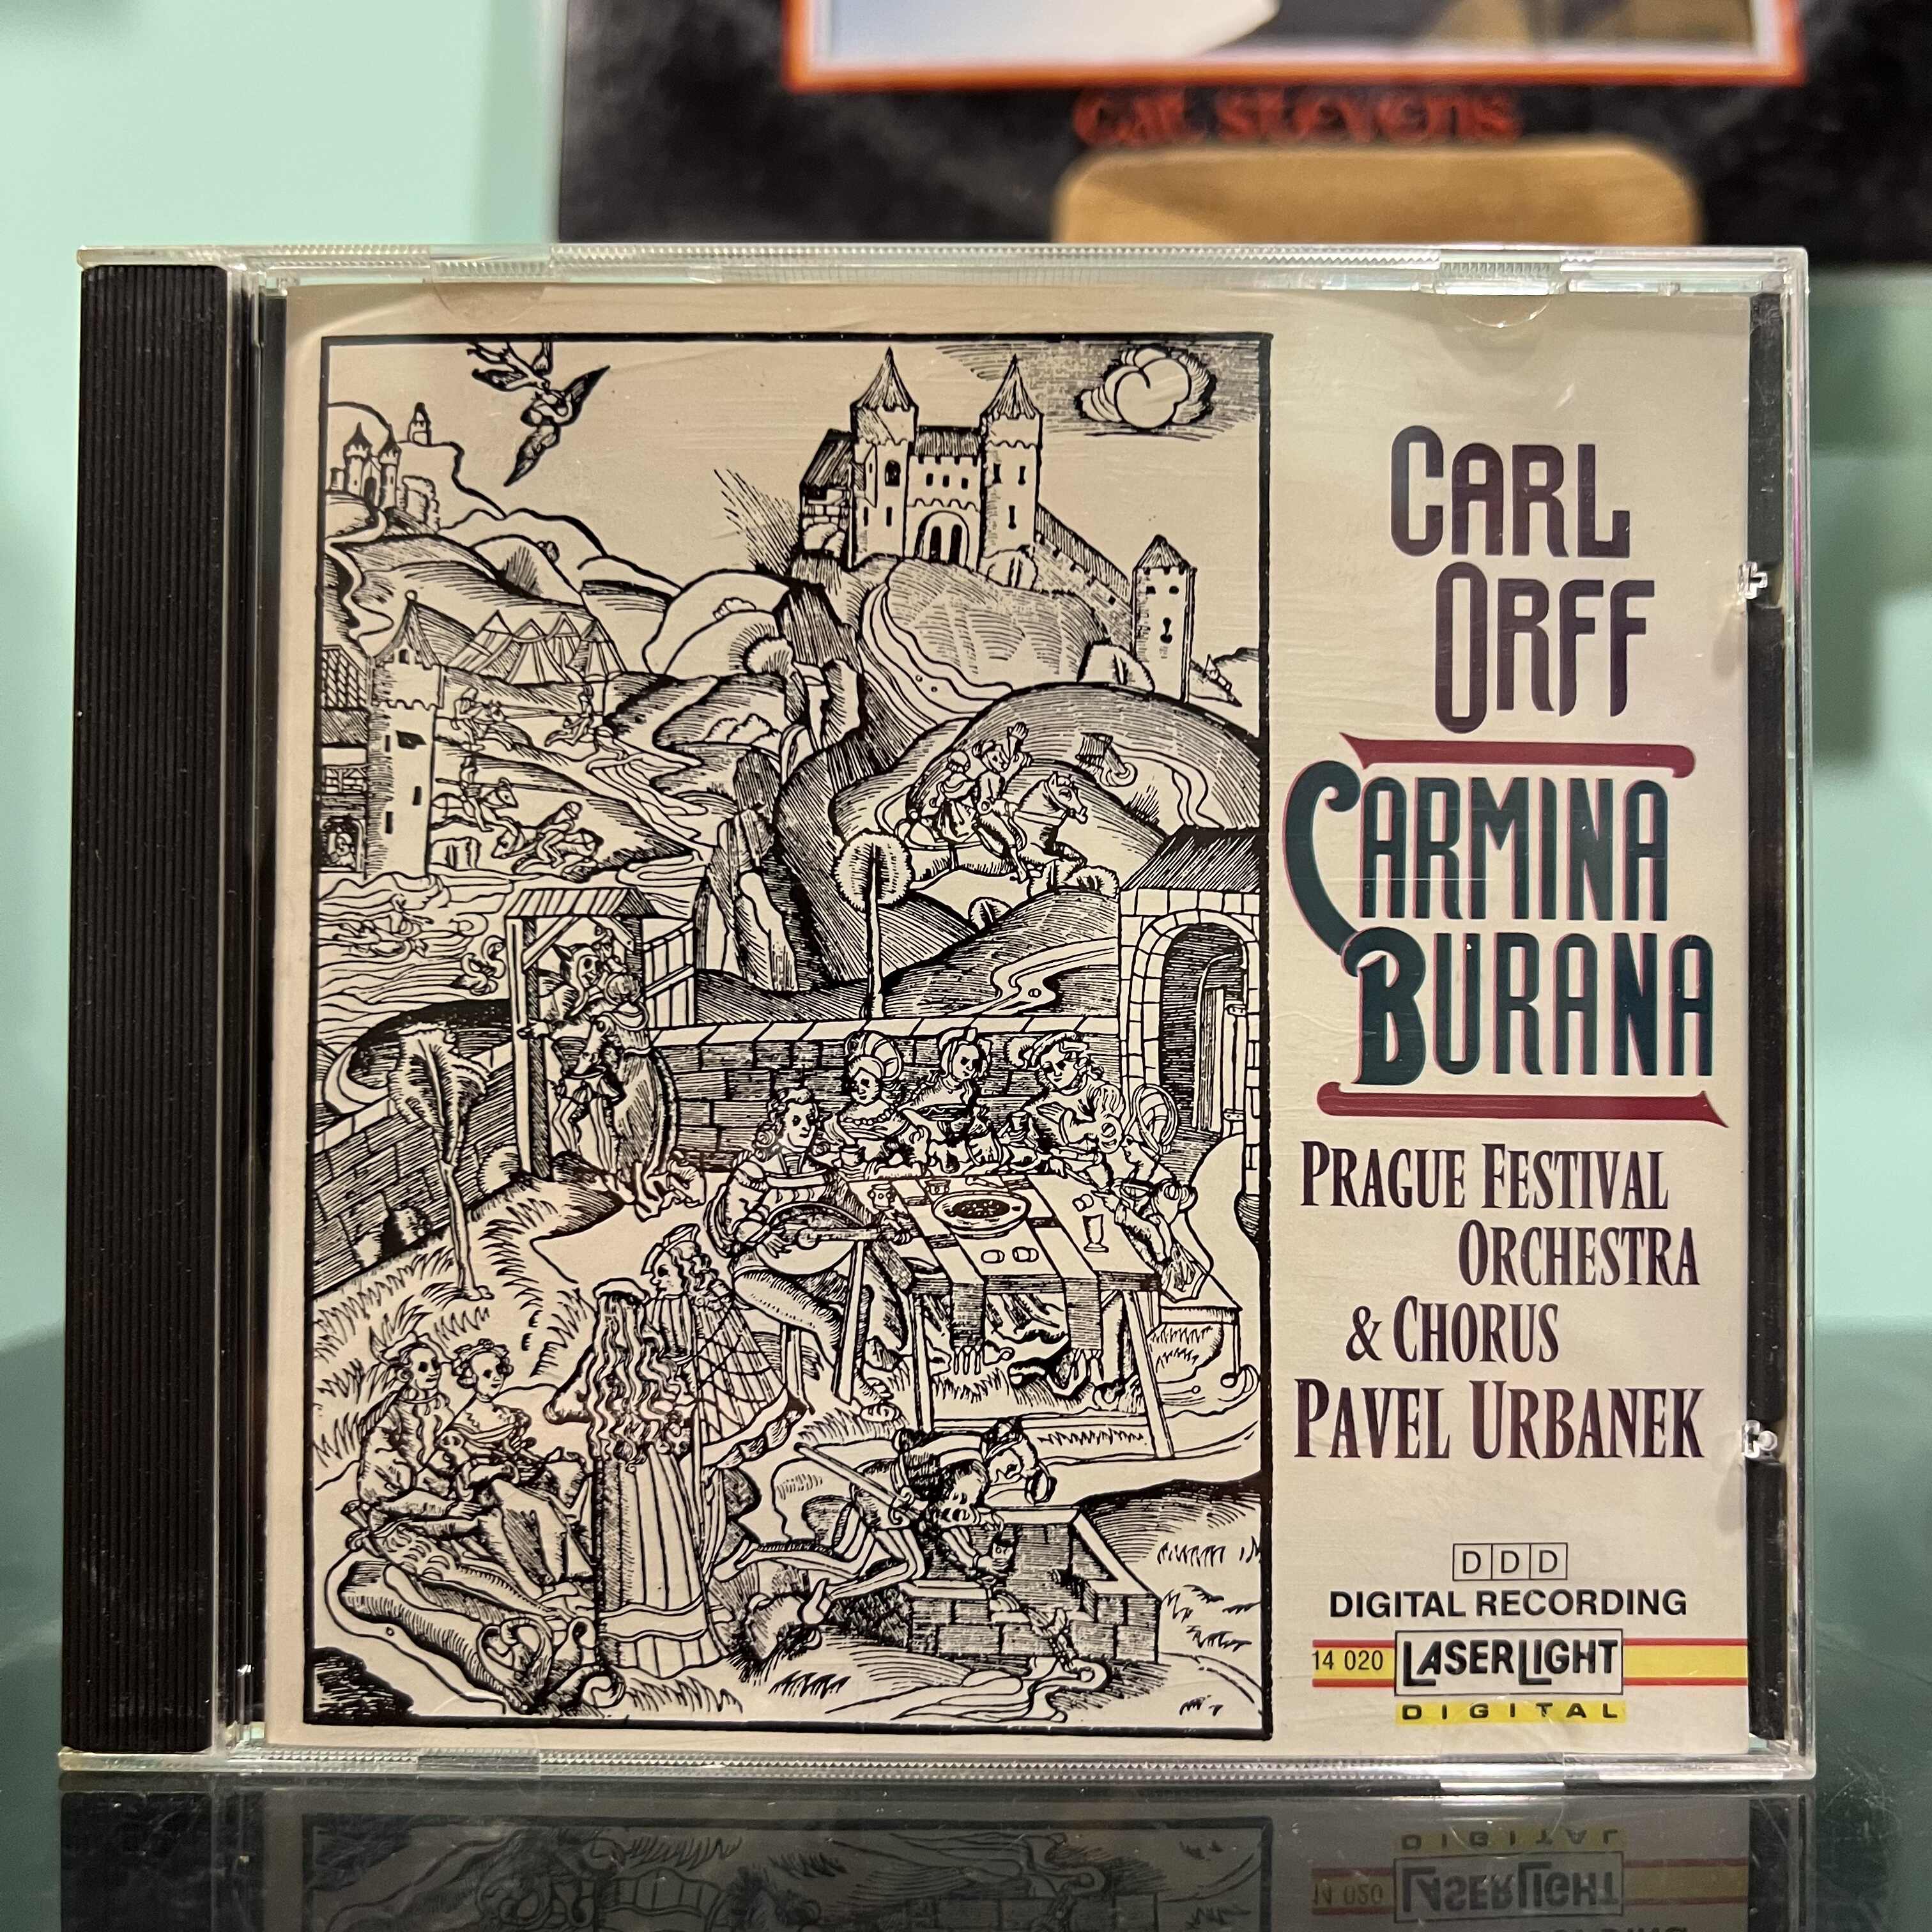 cat stevens
CARL
ORFF
CARMINA
BURANA
PRAGUE FESTIVAL
ORCHESTRA
& CHORUS
PAVEL URBANEK
DDD
DIGITAL RECORDING
14 020 LASERLIGHT
DIGITAL